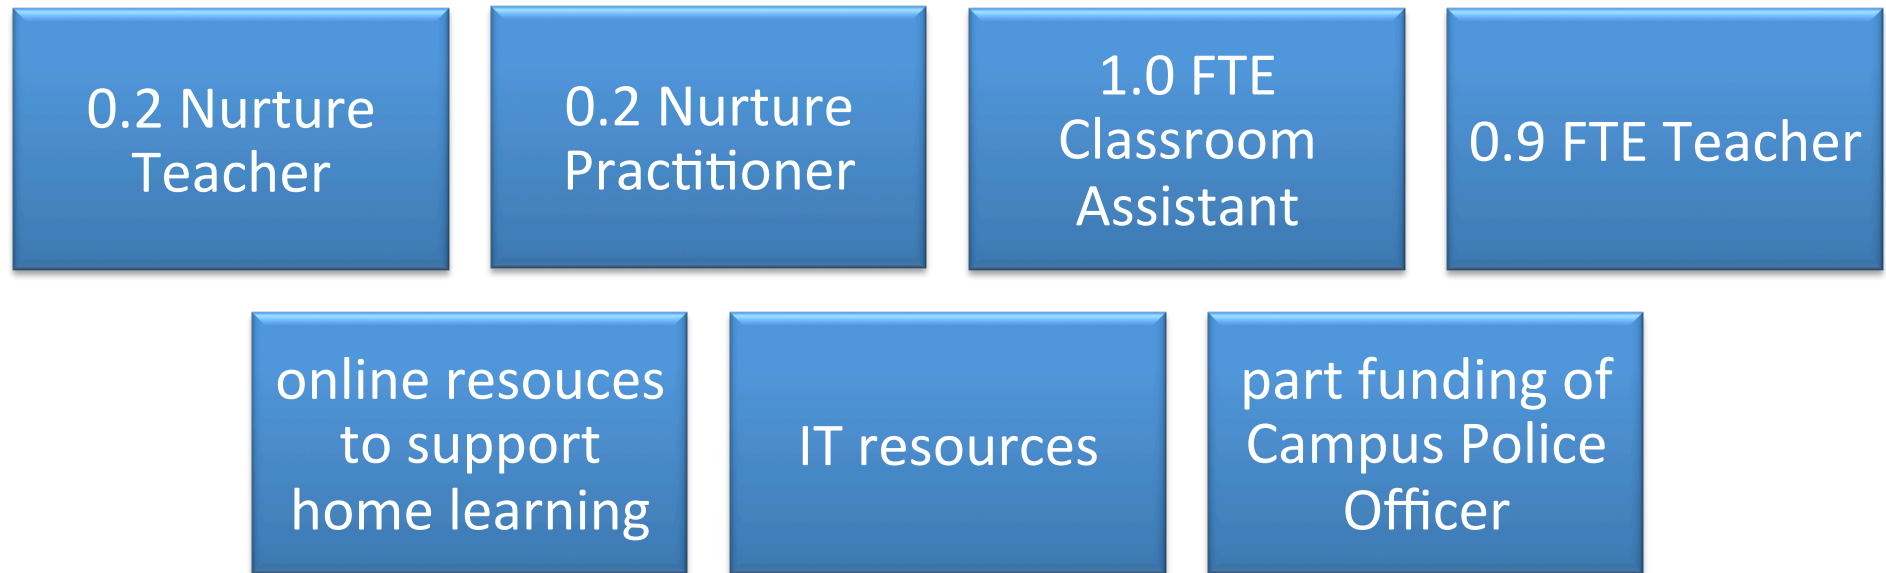 0.2 Nurture
Teacher
0.2 Nurture
Practitioner
1.0 FTE
Classroom
Assistant
0.9 FTE Teacher
online resouces
to support
home learning
IT resources
part funding of
Campus Police
Officer